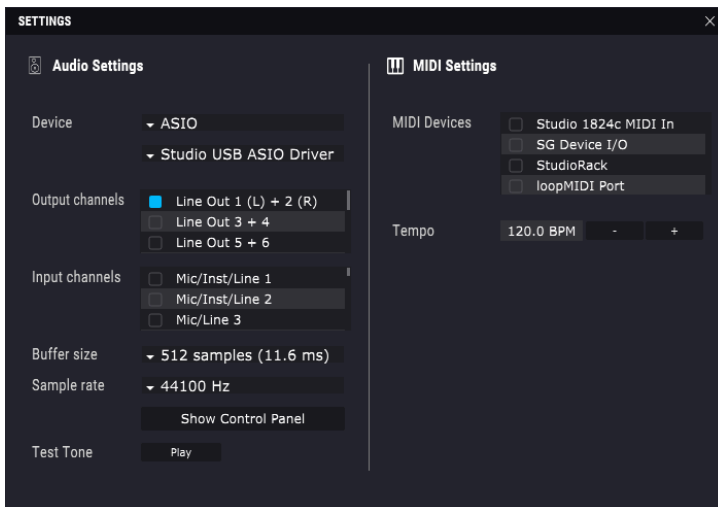 SETTINGS
Audio Settings
Device
ASIO
Studio USB ASIO Driver
Output channels
Line Out 1 (L) + 2 (R)
Line Out 3 + 4
Line Out 5 + 6
Input channels
Mic/Inst/Line 1
Mic/Inst/Line 2
Mic/Line 3
Buffer size
512 samples (11.6 ms)
Sample rate
44100 Hz
Show Control Panel
Test Tone
Play
MIDI Settings
MIDI Devices
Studio 1824c MIDI In
SG Device I/O
StudioRack
loopMIDI Port
Tempo
120.0 BPM - +